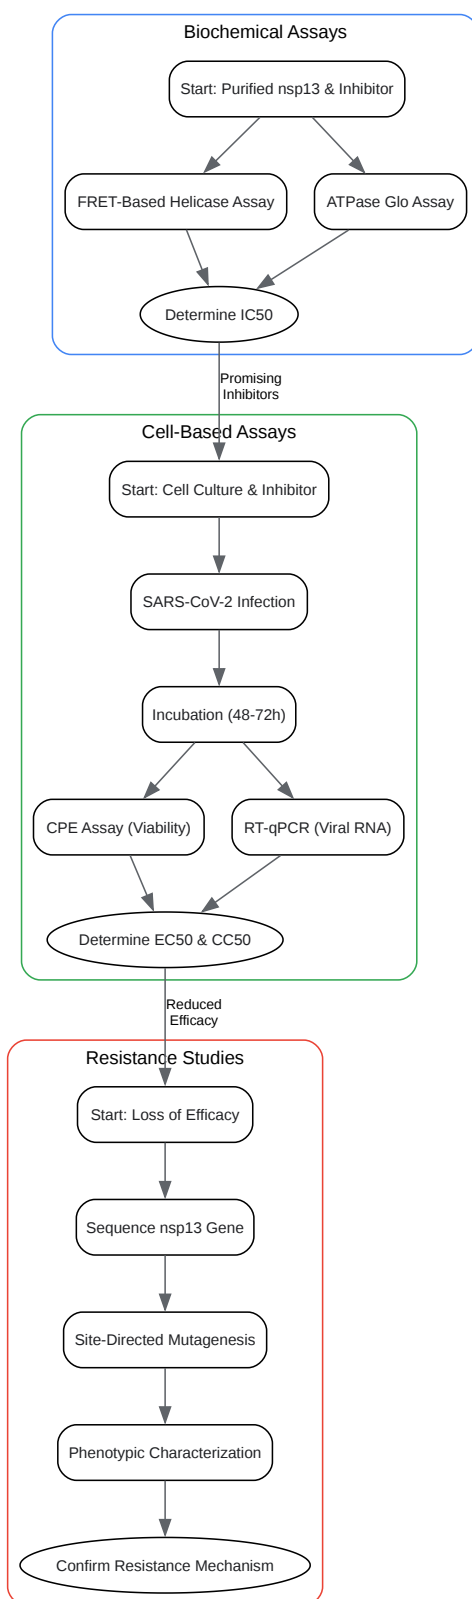 Biochemical Assays
Start: Purified nsp13 & Inhibitor
FRET-Based Helicase Assay
ATPase Glo Assay
Determine IC50
Promising
Inhibitors
Cell-Based Assays
Start: Cell Culture & Inhibitor
SARS-CoV-2 Infection
Incubation (48-72h)
CPE Assay (Viability)
RT-qPCR (Viral RNA)
Determine EC50 & CC50
Reduced
Efficacy
Resistance Studies
Start: Loss of Efficacy
Sequence nsp13 Gene
Site-Directed Mutagenesis
Phenotypic Characterization
Confirm Resistance Mechanism